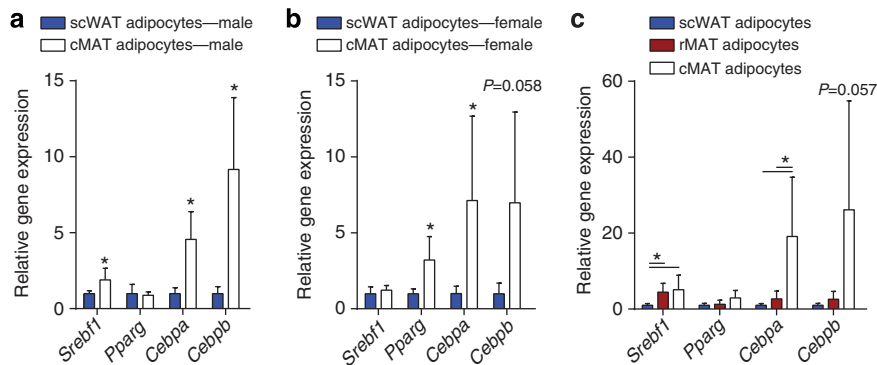 a
scWAT adipocytes—male
cMAT adipocytes—male
Relative gene expression
15
10
5
0
*
*
*
Srebf1
Pparg
Cebpa
Cebpb
b
scWAT adipocytes—female
cMAT adipocytes—female
Relative gene expression
15
10
5
0
*
*
P=0.058
Srebf1
Pparg
Cebpa
Cebpb
c
scWAT adipocytes
rMAT adipocytes
cMAT adipocytes
Relative gene expression
60
40
20
0
*
*
P=0.057
Srebf1
Pparg
Cebpa
Cebpb